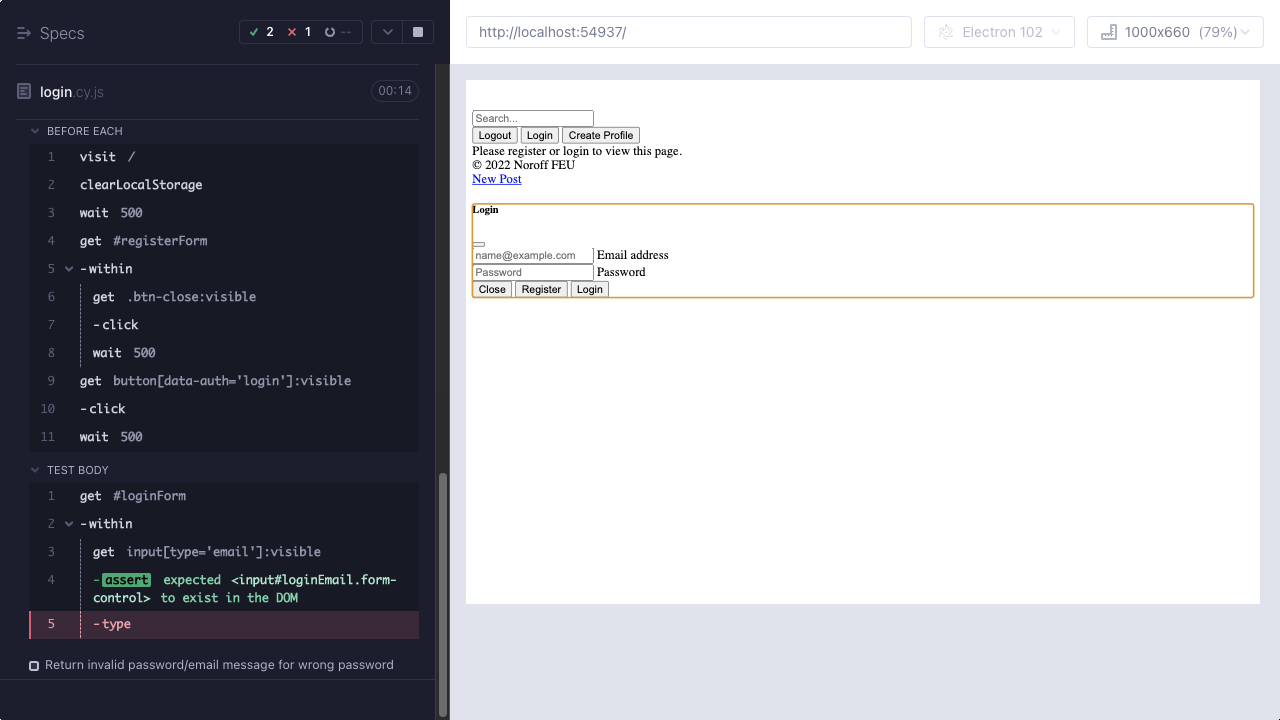 Specs
2
1
--
login.cy.js
00:14
BEFORE EACH
1 visit /
2 clearLocalStorage
3 wait 500
4 get #registerForm
5 -within
6 get .btn-close:visible
7 -click
8 wait 500
9 get button[data-auth='login']:visible
10 -click
11 wait 500
TEST BODY
1 get #loginForm
2 -within
3 get input[type='email']:visible
4 -assert expected <input#loginEmail.form-
control> to exist in the DOM
5 -type
Return invalid password/email message for wrong password
http://localhost:54937/
Electron 102
1000x660 (79%)
Search...
Logout Login Create Profile
Please register or login to view this page.
© 2022 Noroff FEU
New Post
Login
name@example.com Email address
Password Password
Close Register Login